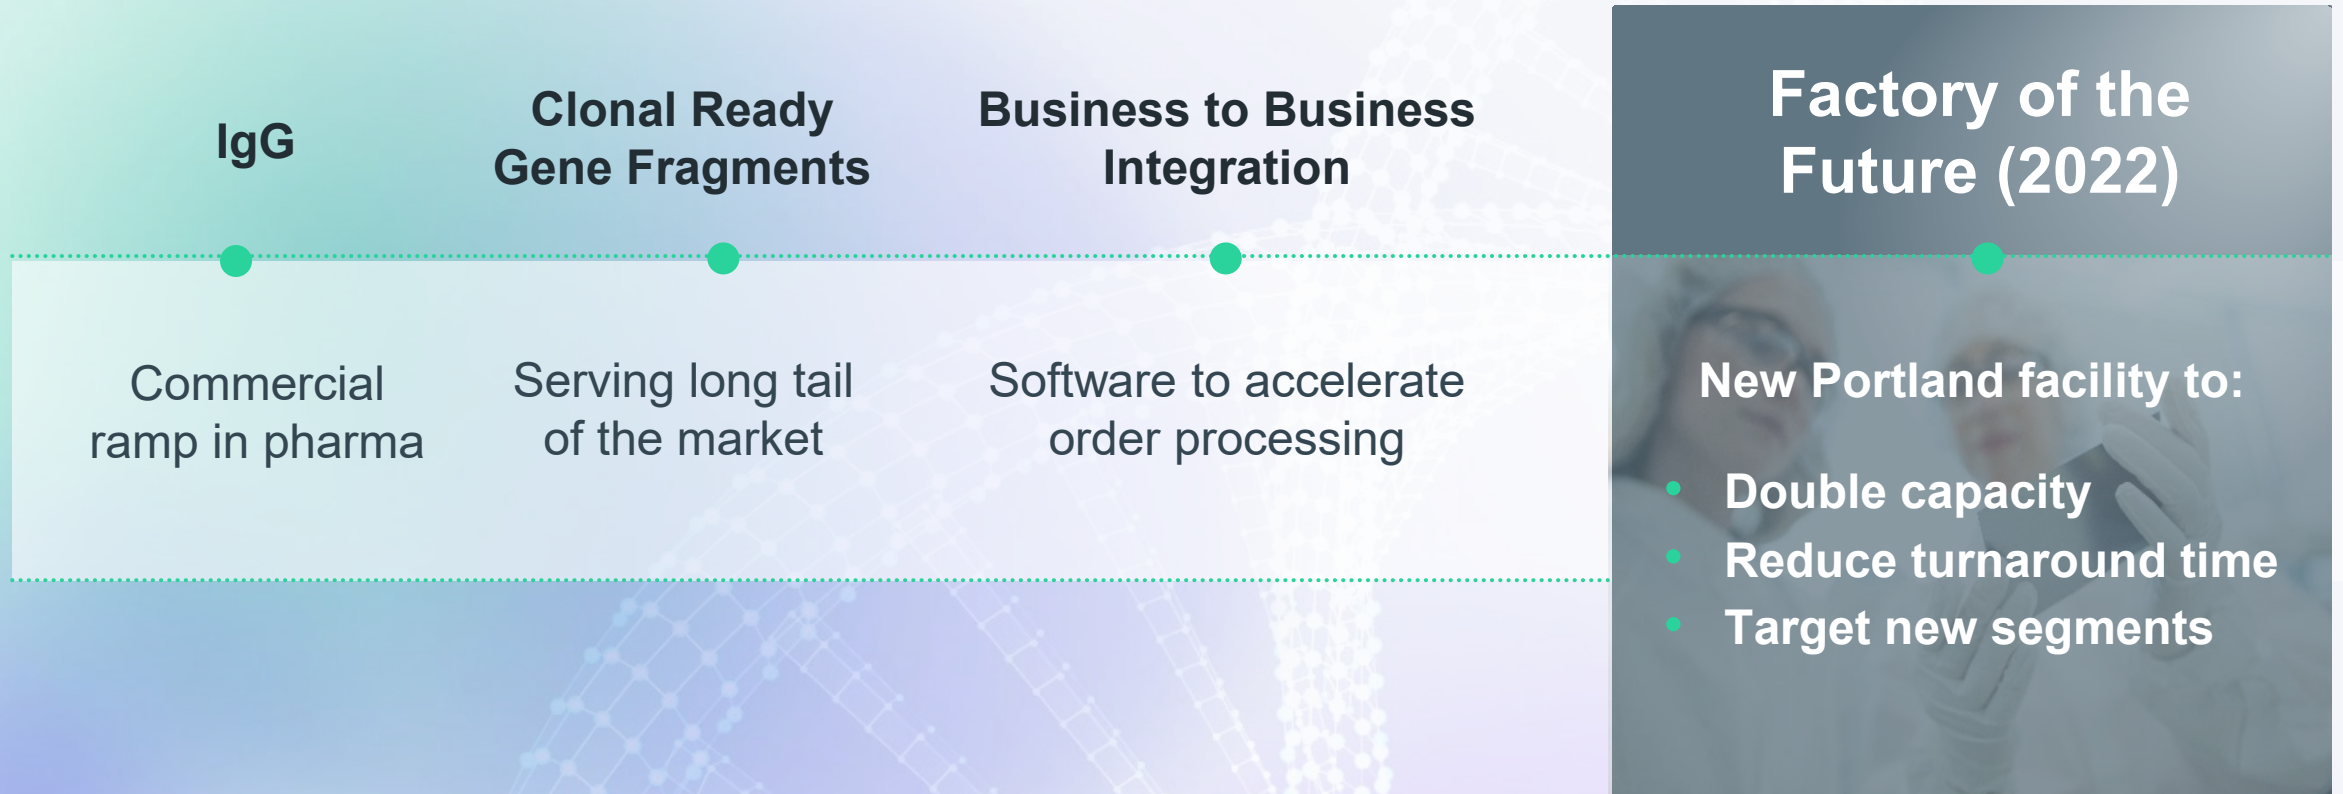 IgG
Commercial
ramp in pharma
Clonal Ready
Gene Fragments
Serving long tail
of the market
Business to Business
Integration
Software to accelerate
order processing
Factory of the
Future (2022)
New Portland facility to:
• Double capacity
• Reduce turnaround time
• Target new segments